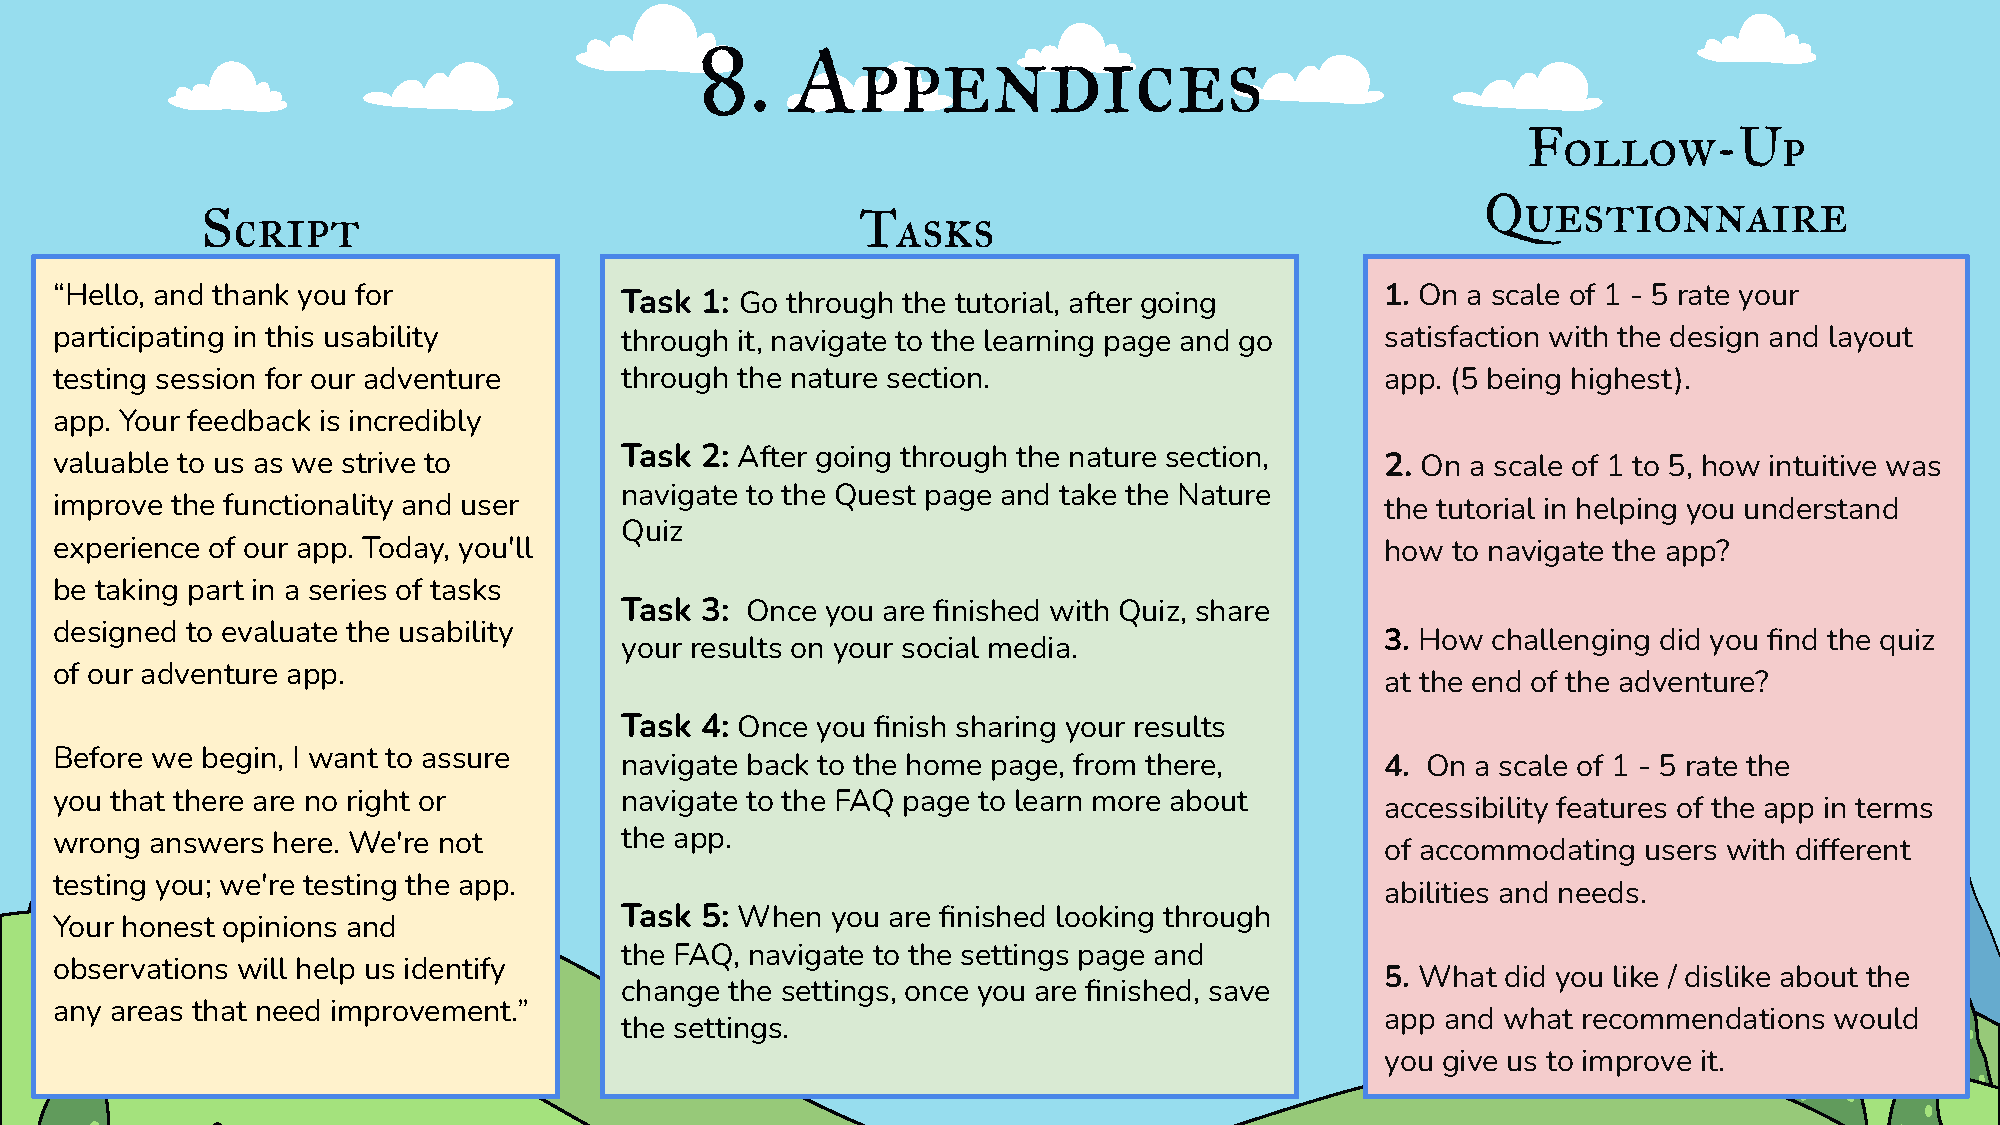 8. Appendices
Script
“Hello, and thank you for
participating in this usability
testing session for our adventure
app. Your feedback is incredibly
valuable to us as we strive to
improve the functionality and user
experience of our app. Today, you'll
be taking part in a series of tasks
designed to evaluate the usability
of our adventure app.
Before we begin, I want to assure
you that there are no right or
wrong answers here. We're not
testing you; we're testing the app.
Your honest opinions and
observations will help us identify
any areas that need improvement.”
Tasks
Task 1: Go through the tutorial, after going
through it, navigate to the learning page and go
through the nature section.
Task 2: After going through the nature section,
navigate to the Quest page and take the Nature
Quiz
Task 3: Once you are finished with Quiz, share
your results on your social media.
Task 4: Once you finish sharing your results
navigate back to the home page, from there,
navigate to the FAQ page to learn more about
the app.
Task 5: When you are finished looking through
the FAQ, navigate to the settings page and
change the settings, once you are finished, save
the settings.
Follow-Up
Questionnaire
1. On a scale of 1 - 5 rate your
satisfaction with the design and layout
app. (5 being highest).
2. On a scale of 1 to 5, how intuitive was
the tutorial in helping you understand
how to navigate the app?
3. How challenging did you find the quiz
at the end of the adventure?
4. On a scale of 1 - 5 rate the
accessibility features of the app in terms
of accommodating users with different
abilities and needs.
5. What did you like / dislike about the
app and what recommendations would
you give us to improve it.